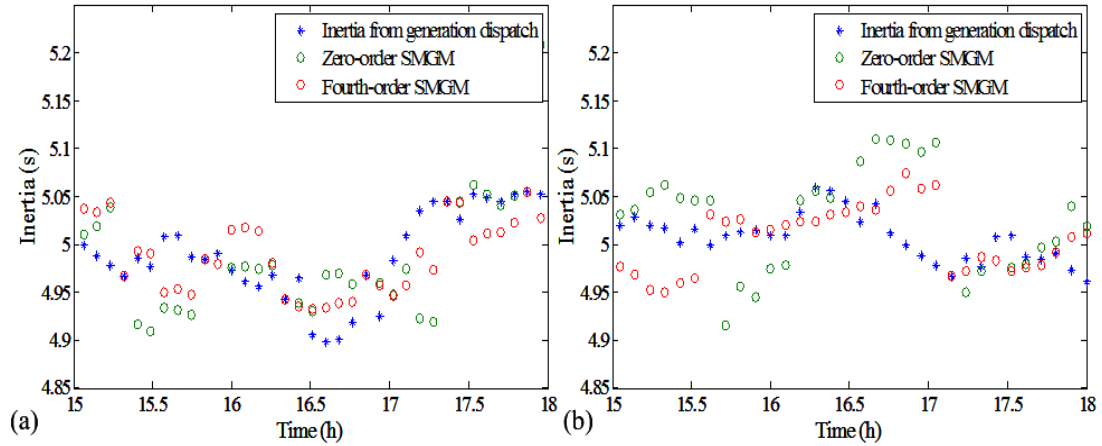 Inertia from generation dispatch
Zero-order SMGM
Fourth-order SMGM
5.2
5.15
5.1
5.05
5
4.95
4.9
4.85
Inertia (s)
15 15.5 16 16.5 17 17.5 18
Time (h)
(a)
Inertia from generation dispatch
Zero-order SMGM
Fourth-order SMGM
5.2
5.15
5.1
5.05
5
4.95
4.9
4.85
Inertia (s)
15 15.5 16 16.5 17 17.5 18
Time (h)
(b)